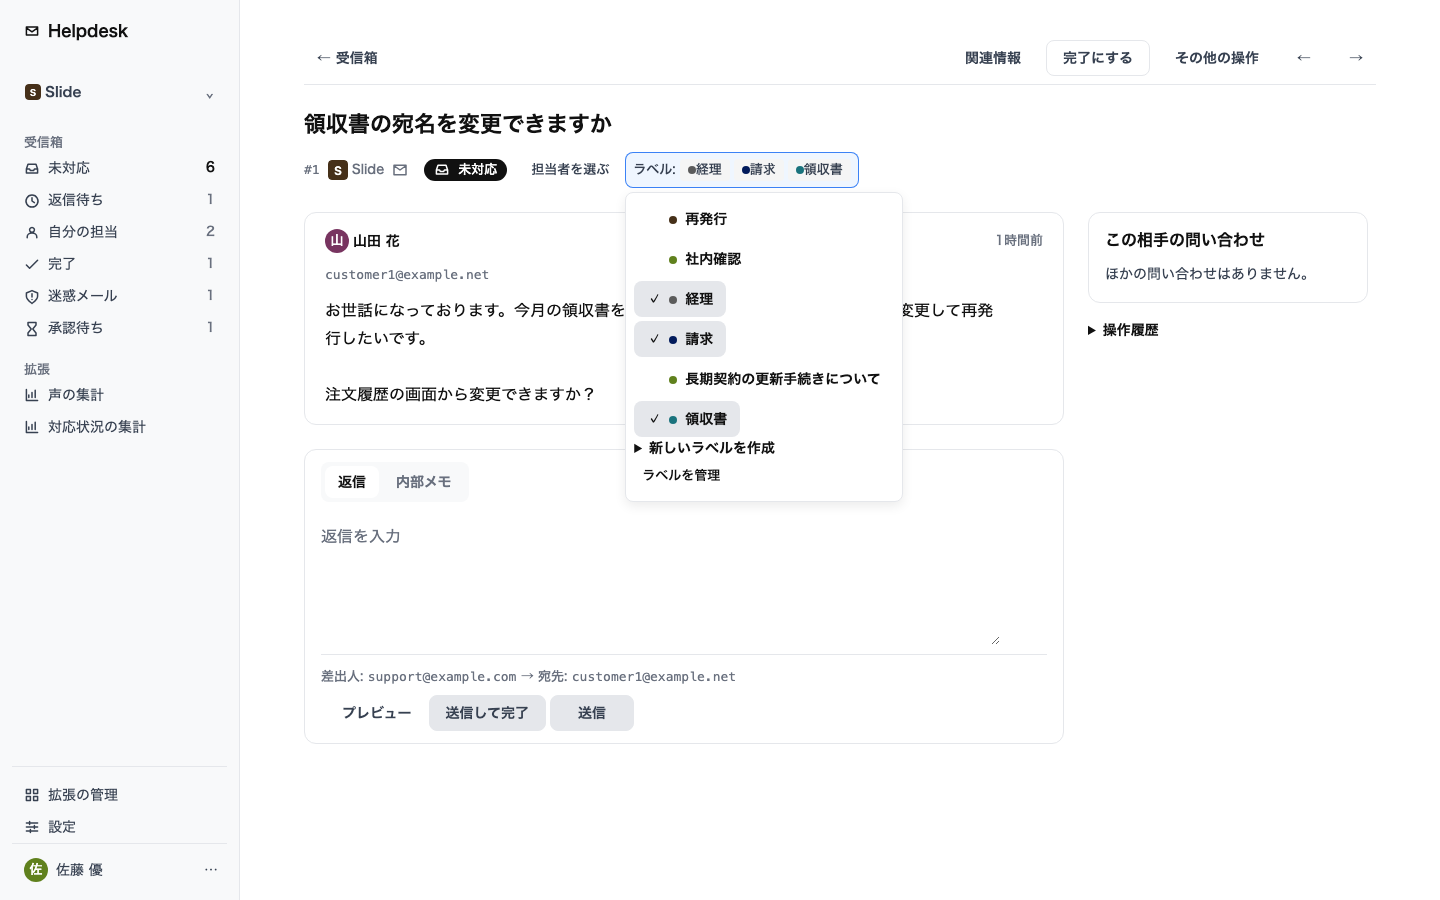 Helpdesk
S Slide
受信箱
未対応 6
返信待ち 1
自分の担当 2
完了 1
迷惑メール 1
承認待ち 1
拡張
声の集計
対応状況の集計
拡張の管理
設定
佐 佐藤 優 …
← 受信箱
関連情報 完了にする その他の操作 ← →
領収書の宛名を変更できますか
#1 S Slide 未対応 担当者を選ぶ ラベル: 経理 請求 領収書
再発行
社内確認
✓ 経理
✓ 請求
長期契約の更新手続きについて
✓ 領収書
▶ 新しいラベルを作成
ラベルを管理
山 山田 花 1時間前
customer1@example.net
お世話になっております。今月の領収書を 変更して再発
行したいです。
注文履歴の画面から変更できますか？
返信 内部メモ
返信を入力
差出人: support@example.com → 宛先: customer1@example.net
プレビュー 送信して完了 送信
この相手の問い合わせ
ほかの問い合わせはありません。
▶ 操作履歴